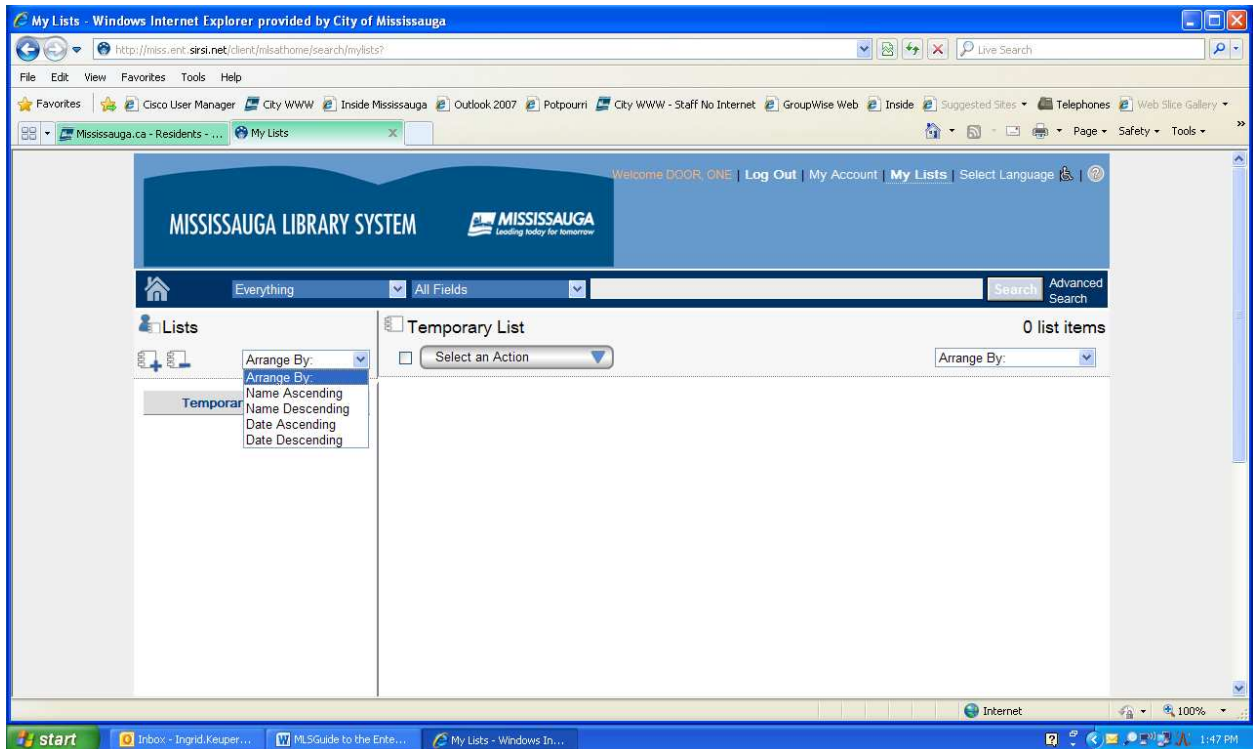 My Lists - Windows Internet Explorer provided by City of Mississauga
http://miss.ent.sirsi.net/client/mlsathome/search/mylists?
Live Search
File Edit View Favorites Tools Help
Favorites Cisco User Manager City WWW Inside Mississauga Outlook 2007 Potpourri City WWW - Staff No Internet GroupWise Web Inside Suggested Sites Telephones Web Slice Gallery
Mississauga.ca - Residents - ... My Lists Page Safety Tools »
Welcome DOOR, ONE | Log Out | My Account | My Lists | Select Language |
MISSISSAUGA LIBRARY SYSTEM
MISSISSAUGA
Leading today for tomorrow
Everything All Fields Search Advanced
Search
Lists Temporary List 0 list items
Arrange By: Select an Action Arrange By:
Arrange By:
Name Ascending
Temporar Name Descending
Date Ascending
Date Descending
Internet 100%
start Inbox - Ingrid.Keuper... MLSGuide to the Ente... My Lists - Windows In... 1:47 PM